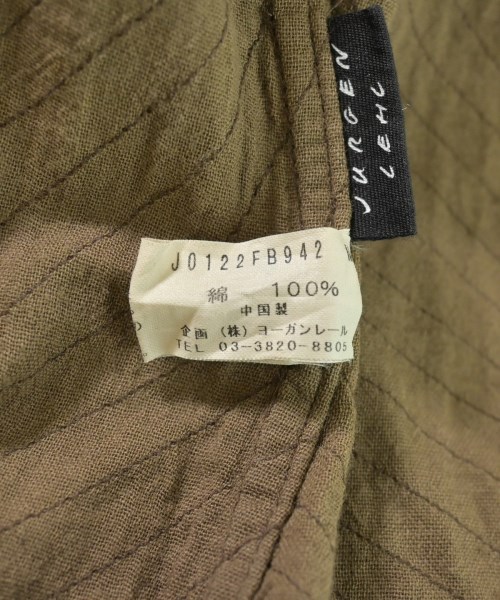 JURGEN
LEHL
J0122FB942
綿 100%
中国製
企画 (株) ヨーガンレール
TEL 03-3820-8805